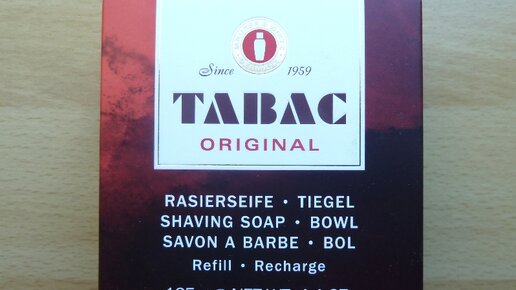 Since 1959
TABAC
ORIGINAL
RASIERSEIFE • TIEGEL
SHAVING SOAP • BOWL
SAVON A BARBE • BOL
Refill • Recharge